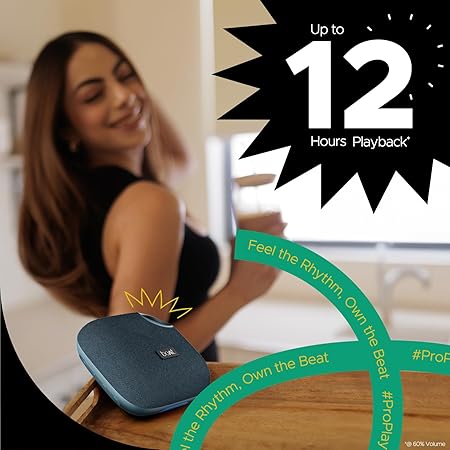 Up to
12
Hours Playback*
Feel the Rhythm, Own the Beat
#ProPlay
l the Rhythm, Own the Beat
#ProP
boAt
*@ 60% Volume